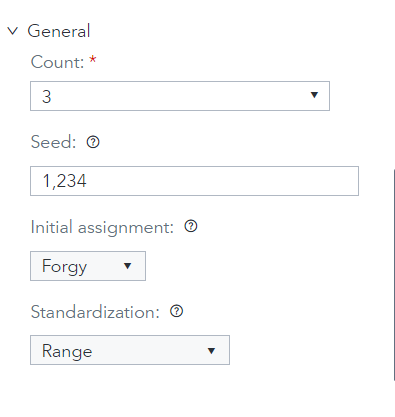 General
Count: *
3
Seed:
1,234
Initial assignment:
Forgy
Standardization:
Range